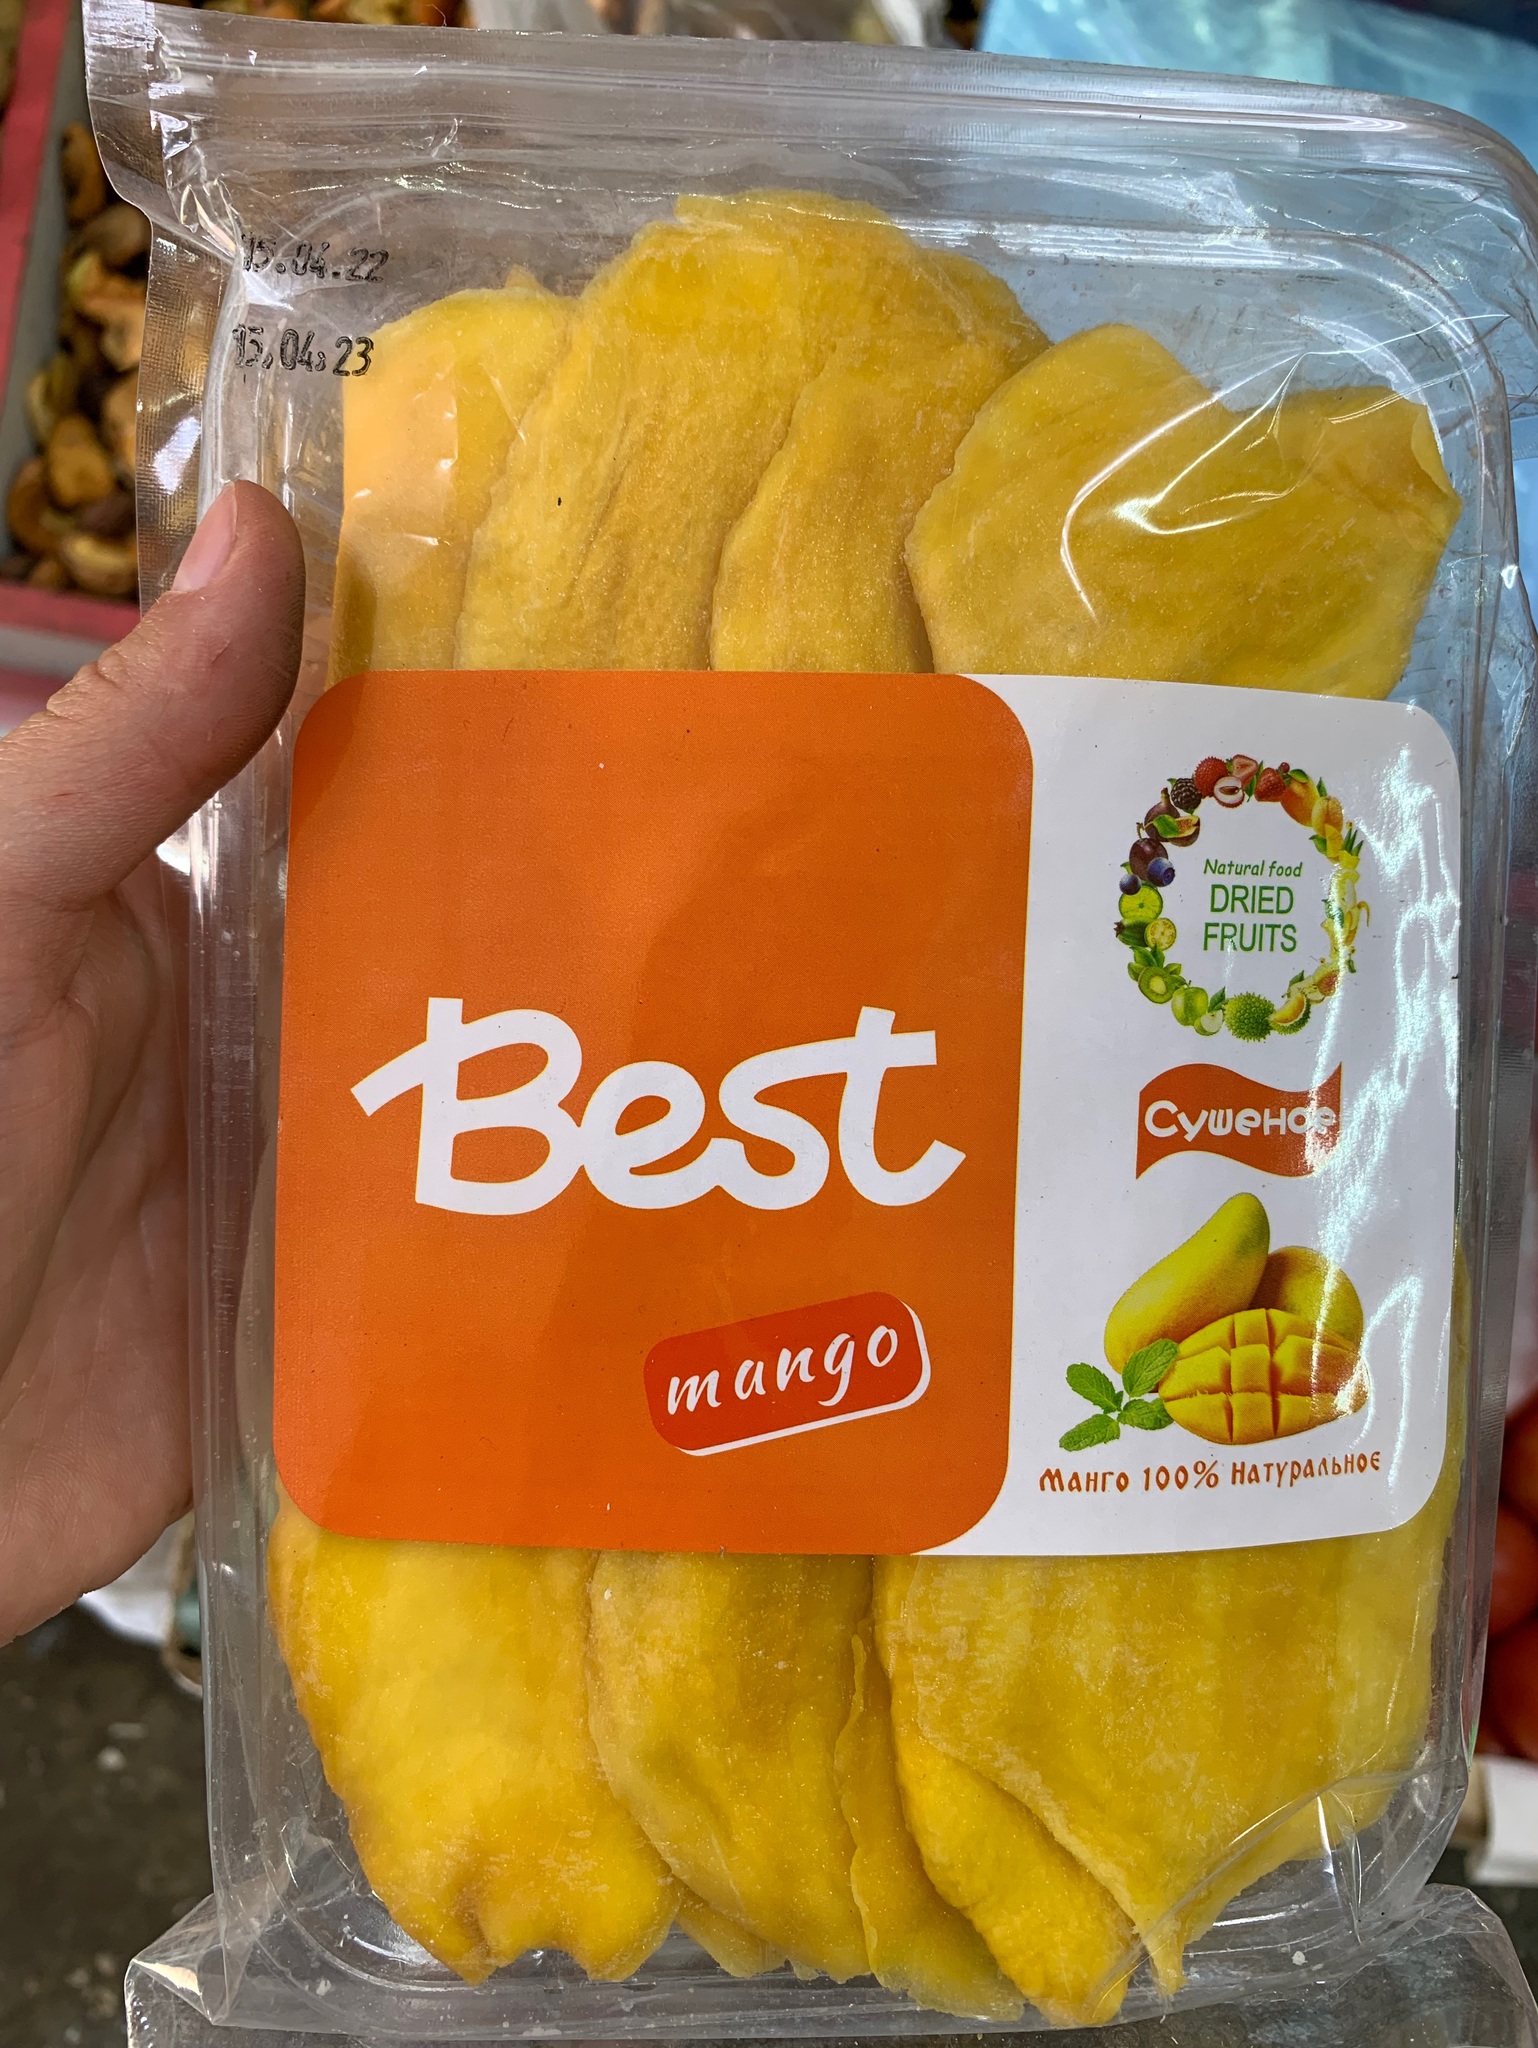 15.04.22
15.04.23
Best
mango
Natural food
DRIED
FRUITS
Сушеное
Манго 100% натуральное